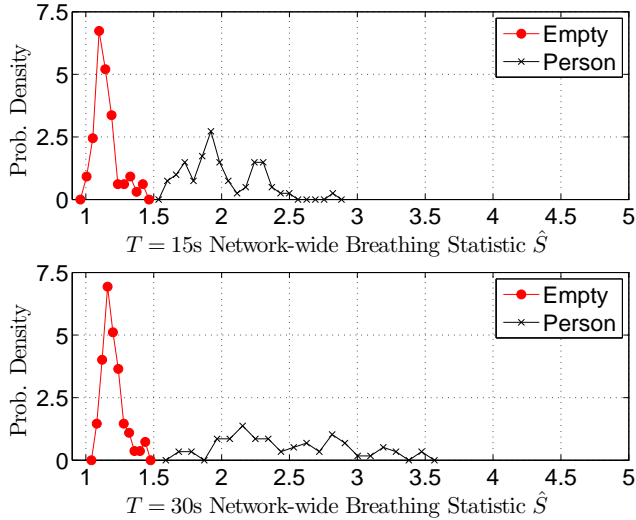 7.5
5
2.5
0
Prob. Density
Empty
Person
1 1.5 2 2.5 3 3.5 4 4.5 5
T = 15s Network-wide Breathing Statistic Ŝ
7.5
5
2.5
0
Prob. Density
Empty
Person
1 1.5 2 2.5 3 3.5 4 4.5 5
T = 30s Network-wide Breathing Statistic Ŝ